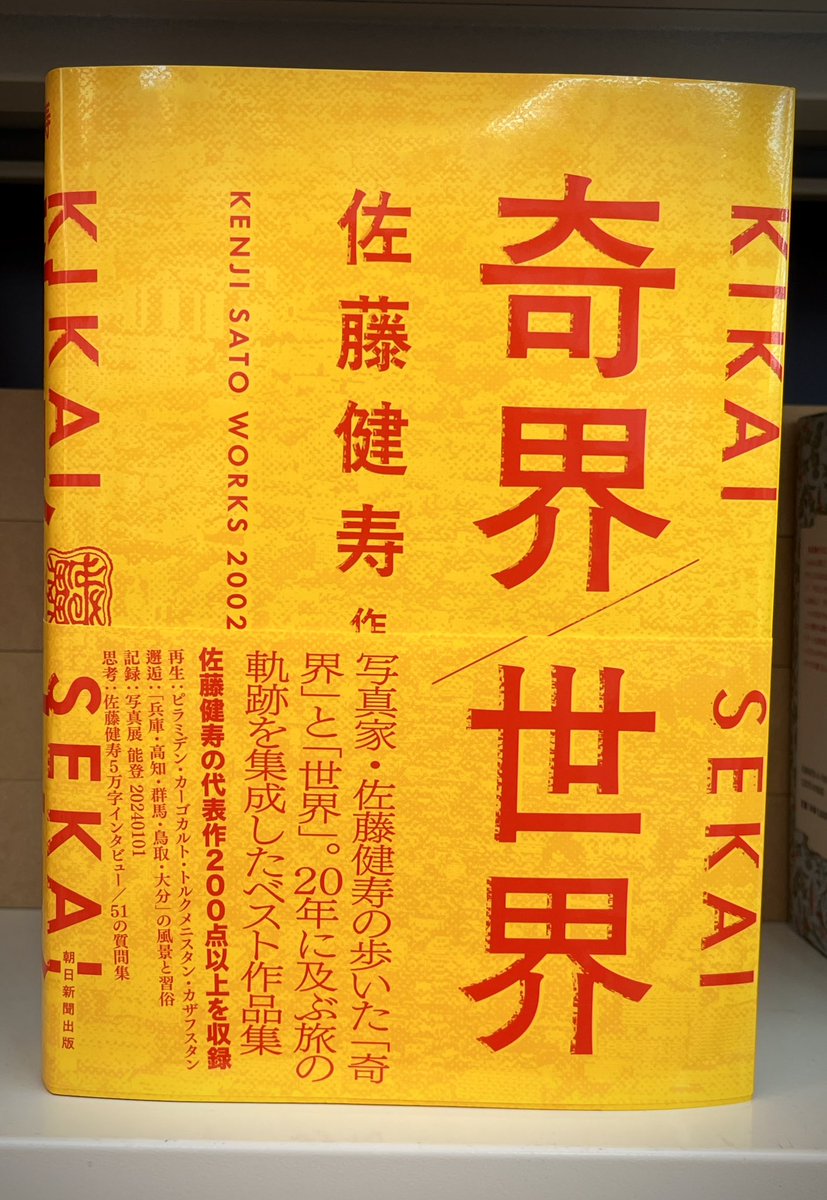 KIKAI
SEKAI
奇界/世界
佐藤健寿 作
KENJI SATO WORKS 2002
写真家・佐藤健寿の歩いた「奇
界」と「世界」。20年に及ぶ旅の
軌跡を集成したベスト作品集
佐藤健寿の代表作200点以上を収録
再生:ピラミデン・カーゴカルト・トルクメニスタン・カザフスタン
邂逅:「兵庫・高知・群馬・鳥取・大分」の風景と習俗
記録:写真展 能登 20240101
思考:佐藤健寿5万字インタビュー/51の質問集
朝日新聞出版
KIKAI
SEKAI